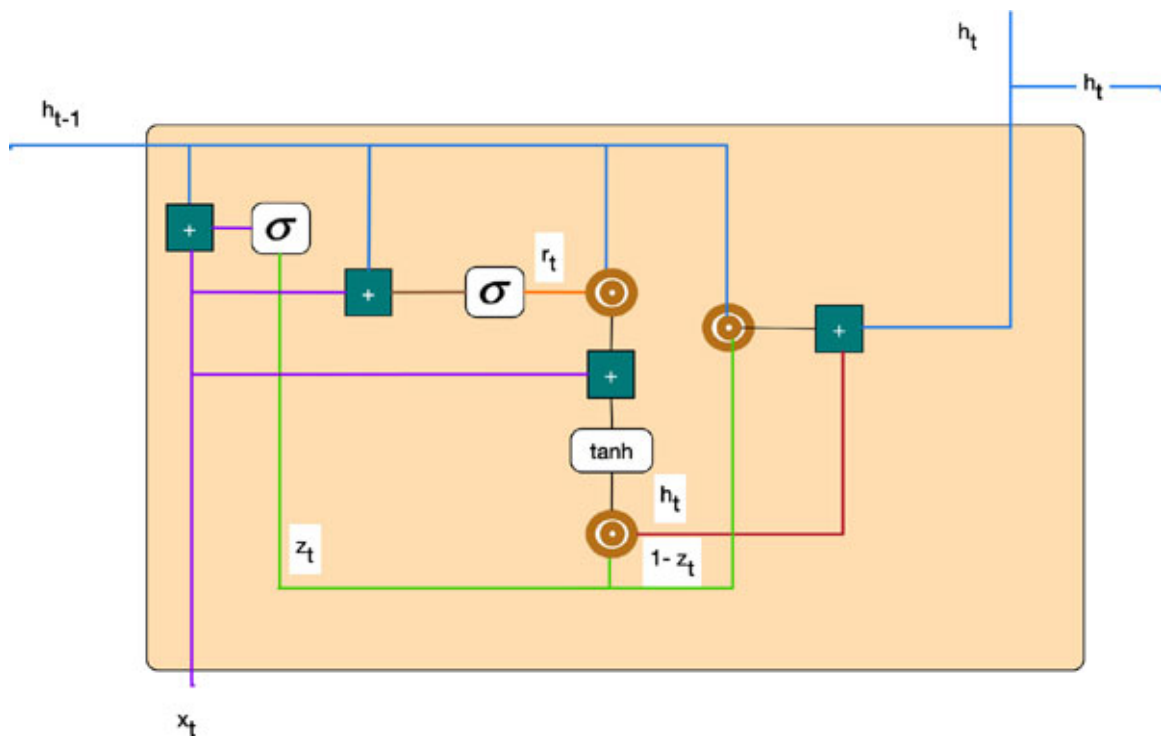 h_t
h_t
h_{t-1}
+
σ
r_t
+
σ
+
+
tanh
h_t
z_t
1- z_t
x_t